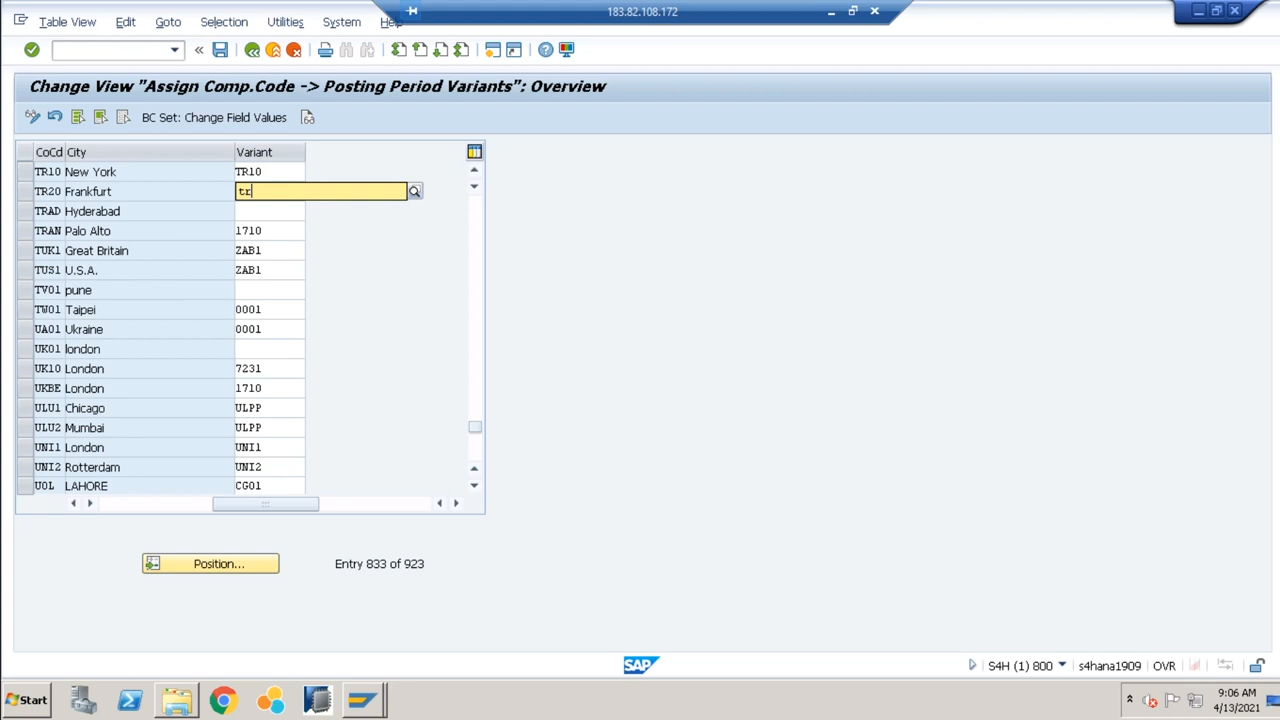 183.82.108.172
Table View Edit Goto Selection Utilities System Help
Change View "Assign Comp.Code -> Posting Period Variants": Overview
BC Set: Change Field Values
CoCd City Variant
TR10 New York TR10
TR20 Frankfurt tr
TRAD Hyderabad
TRAN Palo Alto 1710
TUK1 Great Britain ZAB1
TUS1 U.S.A. ZAB1
TV01 pune
TW01 Taipei 0001
UA01 Ukraine 0001
UK01 london
UK10 London 7231
UKBE London 1710
ULU1 Chicago ULPP
ULU2 Mumbai ULPP
UNI1 London UNI1
UNI2 Rotterdam UNI2
UOL LAHORE CG01
Position... Entry 833 of 923
SAP S4H (1) 800 s4hana1909 OVR
Start 9:06 AM
4/13/2021